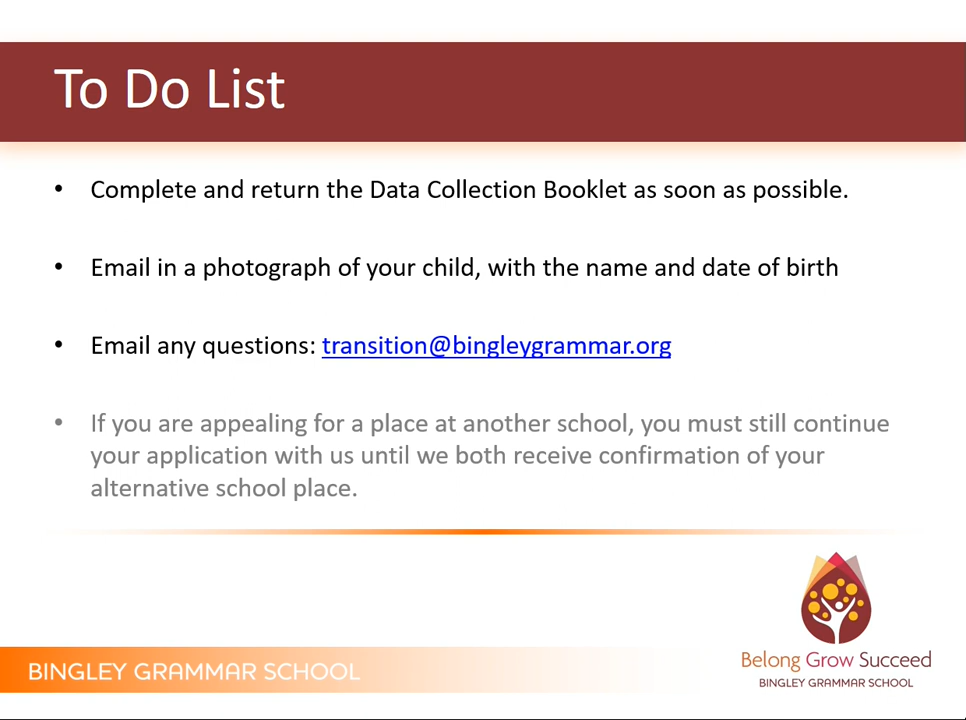 To Do List
• Complete and return the Data Collection Booklet as soon as possible.
• Email in a photograph of your child, with the name and date of birth
• Email any questions: transition@bingleygrammar.org
• If you are appealing for a place at another school, you must still continue
your application with us until we both receive confirmation of your
alternative school place.
BINGLEY GRAMMAR SCHOOL
Belong Grow Succeed
BINGLEY GRAMMAR SCHOOL